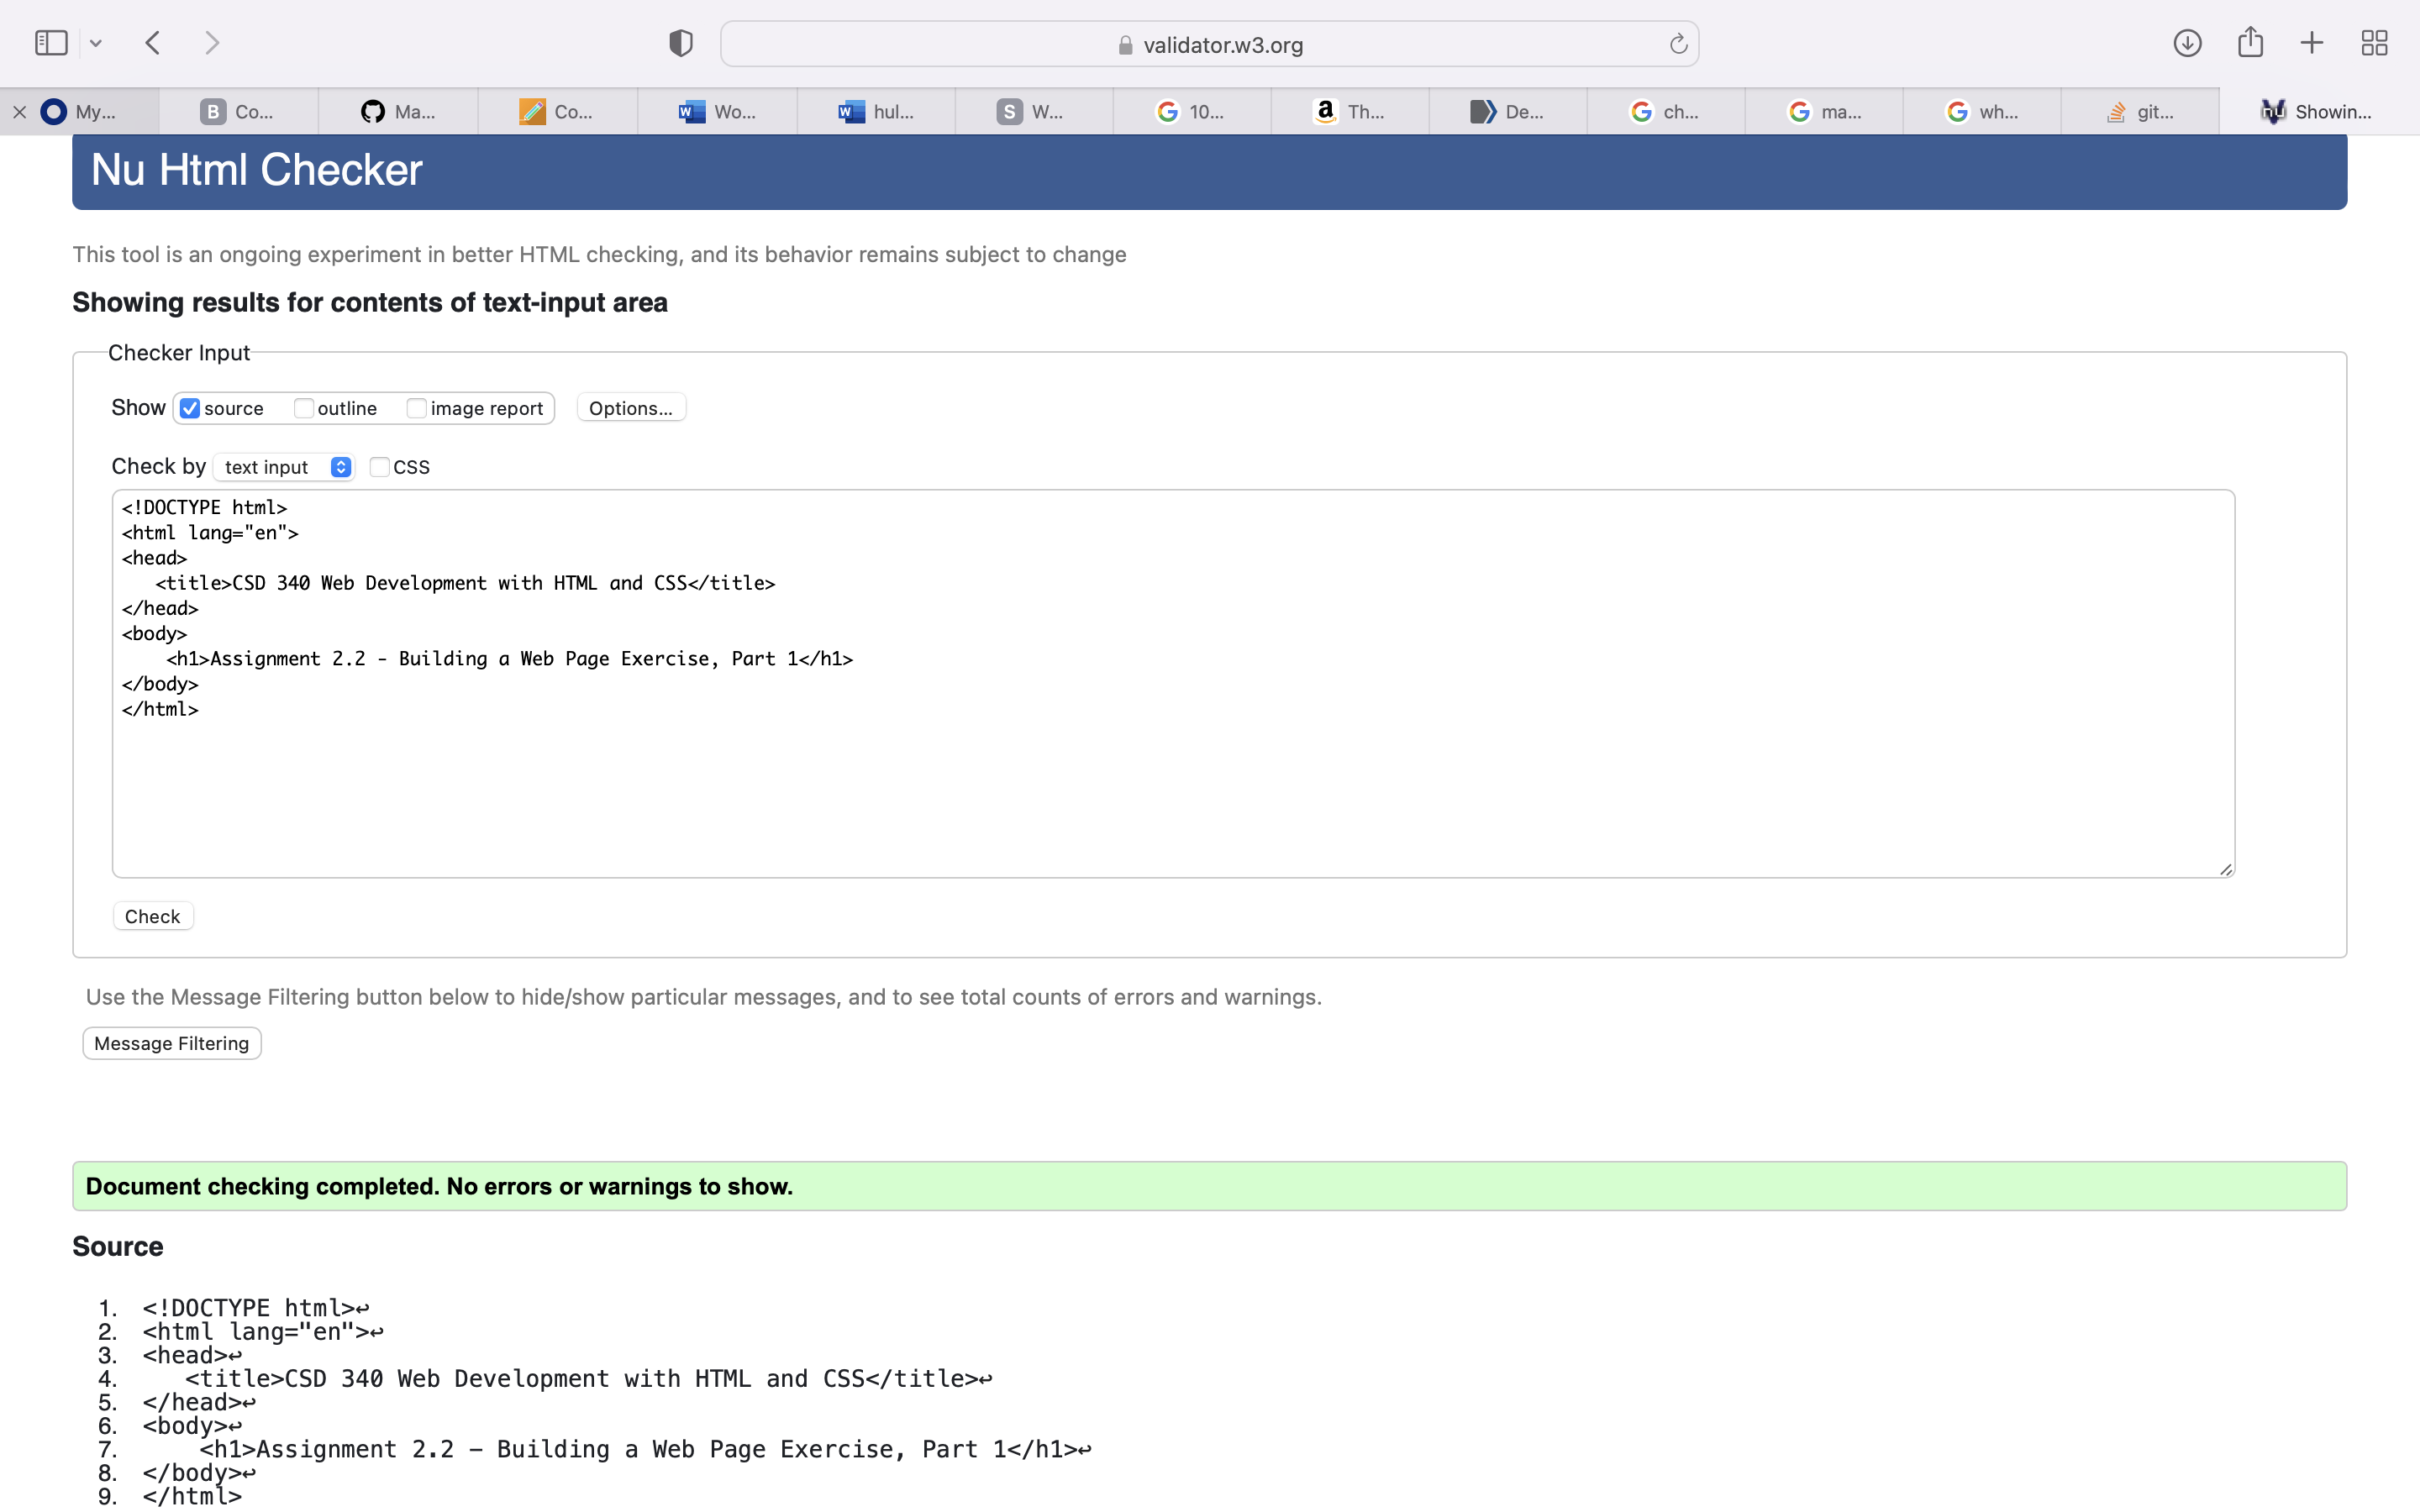 validator.w3.org
My...
Co...
Ma...
Co...
Wo...
hul...
W...
10...
Th...
De...
ch...
ma...
wh...
git...
Showin...
Nu Html Checker
This tool is an ongoing experiment in better HTML checking, and its behavior remains subject to change
Showing results for contents of text-input area
Checker Input
Show source outline image report Options...
Check by text input CSS
<!DOCTYPE html>
<html lang="en">
<head>
   <title>CSD 340 Web Development with HTML and CSS</title>
</head>
<body>
    <h1>Assignment 2.2 - Building a Web Page Exercise, Part 1</h1>
</body>
</html>
Check
Use the Message Filtering button below to hide/show particular messages, and to see total counts of errors and warnings.
Message Filtering
Document checking completed. No errors or warnings to show.
Source
1. <!DOCTYPE html>↩
2. <html lang="en">↩
3. <head>↩
4.    <title>CSD 340 Web Development with HTML and CSS</title>↩
5. </head>↩
6. <body>↩
7.     <h1>Assignment 2.2 – Building a Web Page Exercise, Part 1</h1>↩
8. </body>↩
9. </html>